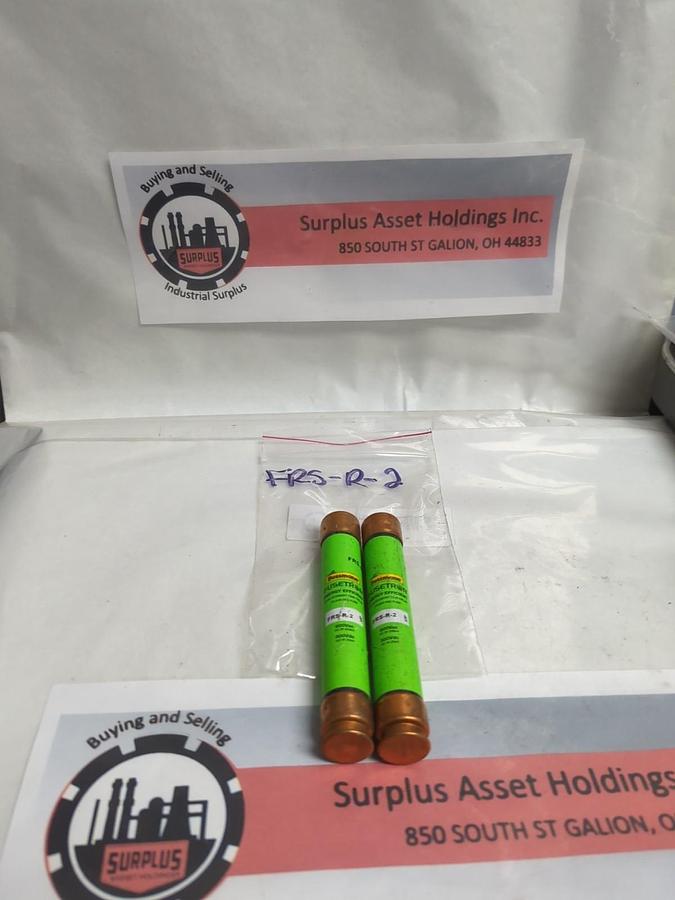 Buying and Selling
SURPLUS
Industrial Surplus
Surplus Asset Holdings Inc.
850 SOUTH ST GALION, OH 44833
FRS-R-2
FRS-R-2
FRS-R-2
Buying and Selling
SURPLUS
Surplus Asset Holdings
850 SOUTH ST GALION, O